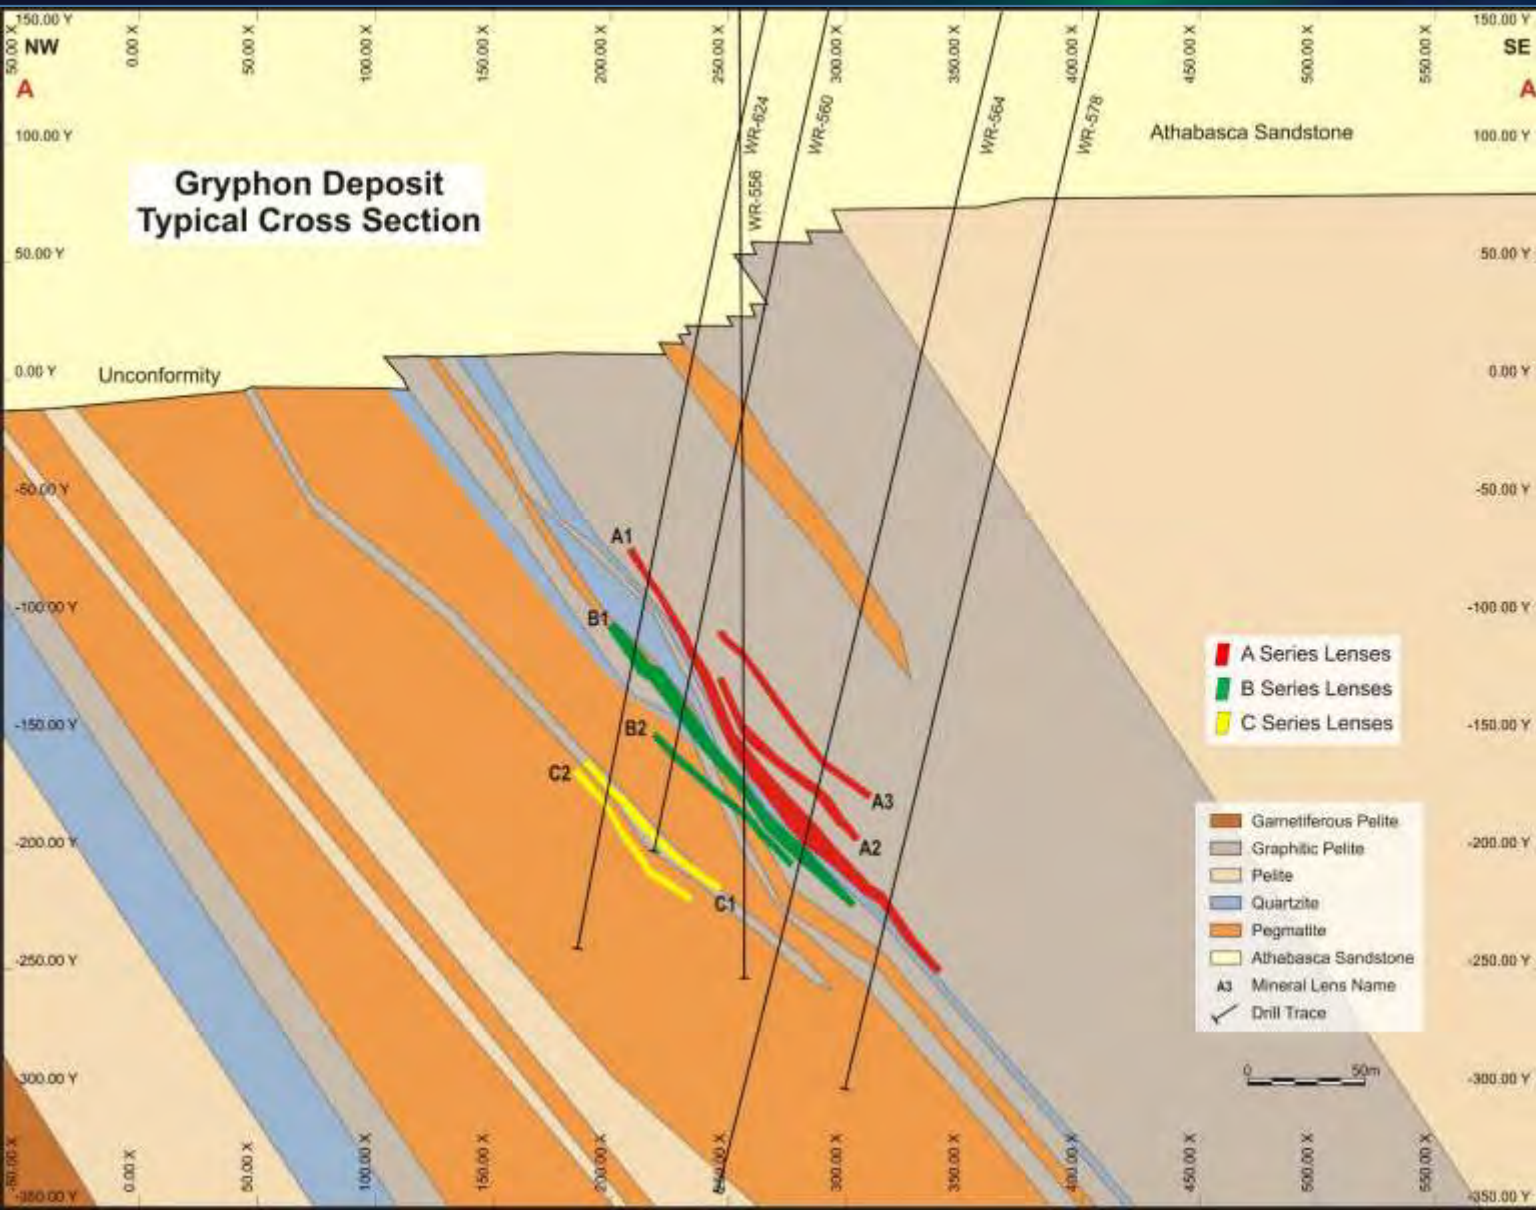 150.00 Y
50.00 X
0.00 X
50.00 X
100.00 X
150.00 X
200.00 X
250.00 X
300.00 X
350.00 X
400.00 X
450.00 X
500.00 X
550.00 X
150.00 Y
NW
SE
A
A
100.00 Y
WR-624
WR-560
WR-564
WR-578
Athabasca Sandstone
100.00 Y
Gryphon Deposit
Typical Cross Section
WR-556
50.00 Y
50.00 Y
0.00 Y
Unconformity
0.00 Y
-50.00 Y
-50.00 Y
A1
-100.00 Y
B1
-100.00 Y
A Series Lenses
B Series Lenses
C Series Lenses
-150.00 Y
B2
-150.00 Y
C2
A3
A2
-200.00 Y
-200.00 Y
C1
Garnetiferous Pelite
Graphitic Pelite
Pelite
Quartzite
Pegmatite
Athabasca Sandstone
A3 Mineral Lens Name
Drill Trace
-250.00 Y
-250.00 Y
0 50m
-300.00 Y
-300.00 Y
-50.00 X
0.00 X
50.00 X
100.00 X
150.00 X
200.00 X
300.00 X
350.00 X
400.00 X
450.00 X
500.00 X
550.00 X
-350.00 Y
-350.00 Y